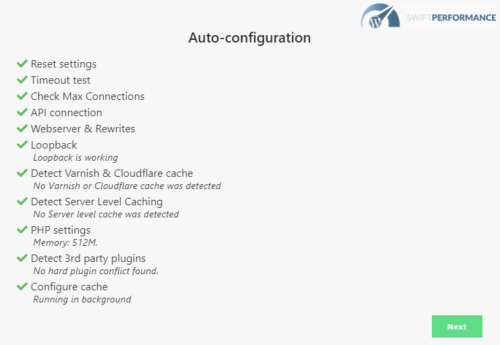 SWIFTPERFORMANCE
Auto-configuration
Reset settings
Timeout test
Check Max Connections
API connection
Webserver & Rewrites
Loopback
Loopback is working
Detect Varnish & Cloudflare cache
No Varnish or Cloudflare cache was detected
Detect Server Level Caching
No Server level cache was detected
PHP settings
Memory: 512M.
Detect 3rd party plugins
No hard plugin conflict found.
Configure cache
Running in background
Next